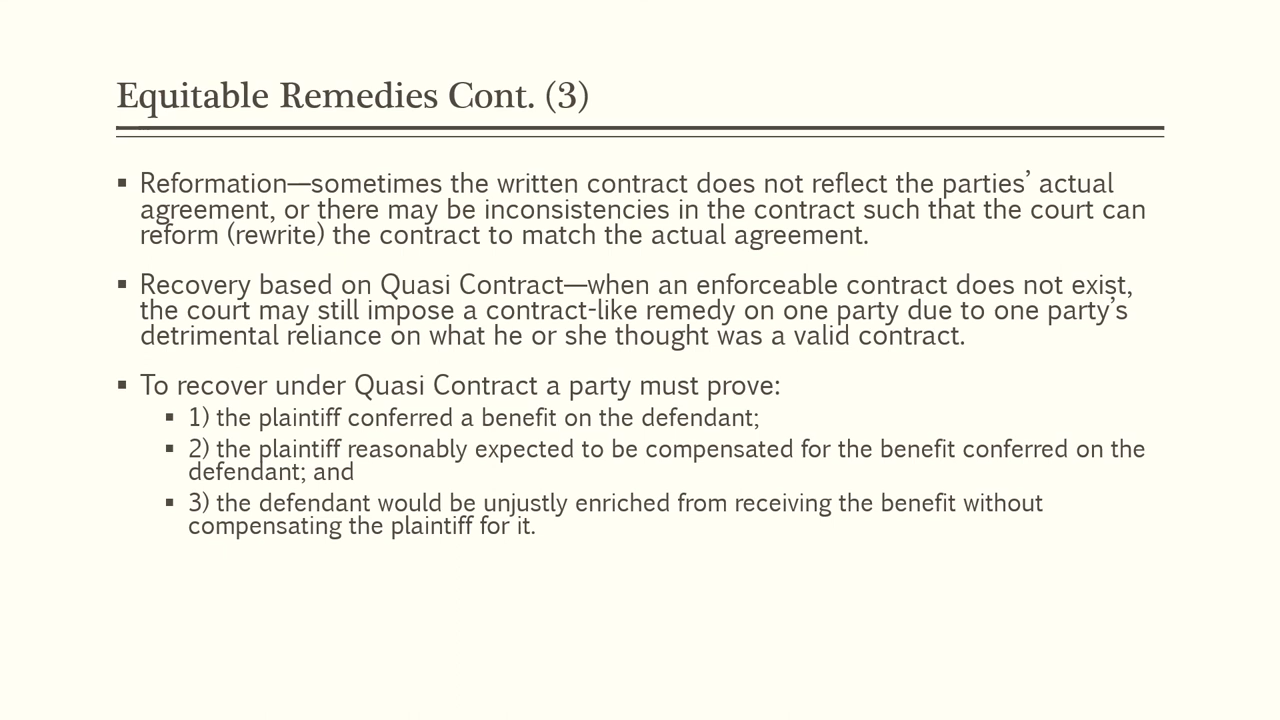 Equitable Remedies Cont. (3)
▪ Reformation—sometimes the written contract does not reflect the parties’ actual
agreement, or there may be inconsistencies in the contract such that the court can
reform (rewrite) the contract to match the actual agreement.
▪ Recovery based on Quasi Contract—when an enforceable contract does not exist,
the court may still impose a contract-like remedy on one party due to one party’s
detrimental reliance on what he or she thought was a valid contract.
▪ To recover under Quasi Contract a party must prove:
▪ 1) the plaintiff conferred a benefit on the defendant;
▪ 2) the plaintiff reasonably expected to be compensated for the benefit conferred on the
defendant; and
▪ 3) the defendant would be unjustly enriched from receiving the benefit without
compensating the plaintiff for it.